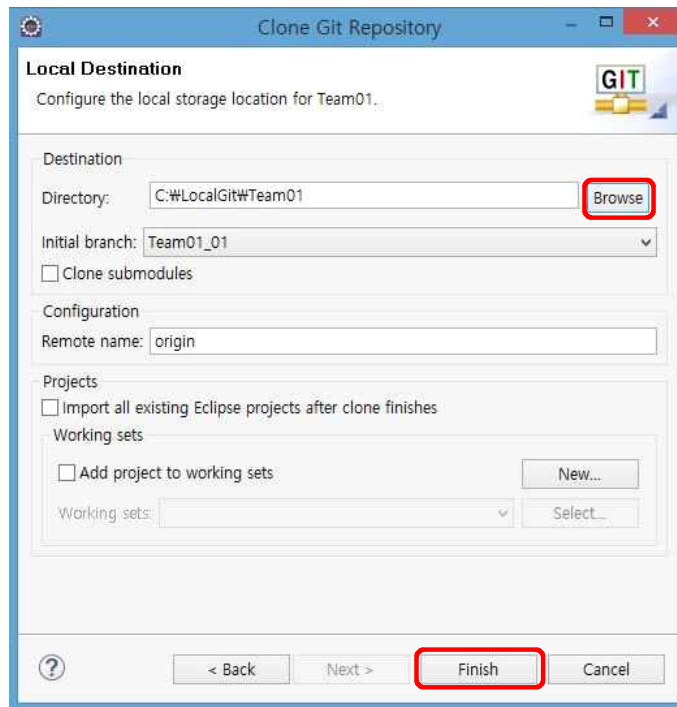 Clone Git Repository
Local Destination
Configure the local storage location for Team01.
GIT
Destination
Directory: C:₩LocalGit₩Team01 Browse
Initial branch: Team01_01
Clone submodules
Configuration
Remote name: origin
Projects
Import all existing Eclipse projects after clone finishes
Working sets
Add project to working sets New...
Working sets: Select...
? < Back Next > Finish Cancel